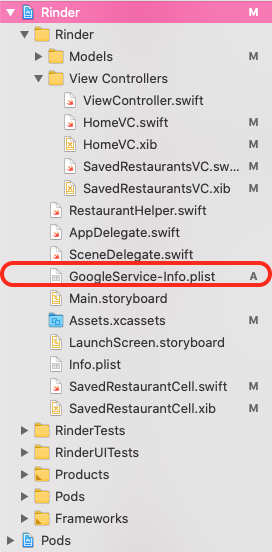 Rinder M
Rinder
Models M
View Controllers
ViewController.swift
HomeVC.swift M
HomeVC.xib M
SavedRestaurantsVC.sw... M
SavedRestaurantsVC.xib M
RestaurantHelper.swift
AppDelegate.swift
SceneDelegate.swift
GoogleService-Info.plist A
Main.storyboard
Assets.xcassets M
LaunchScreen.storyboard
Info.plist
SavedRestaurantCell.swift M
SavedRestaurantCell.xib M
RinderTests
RinderUITests
Products
Pods
Frameworks
Pods